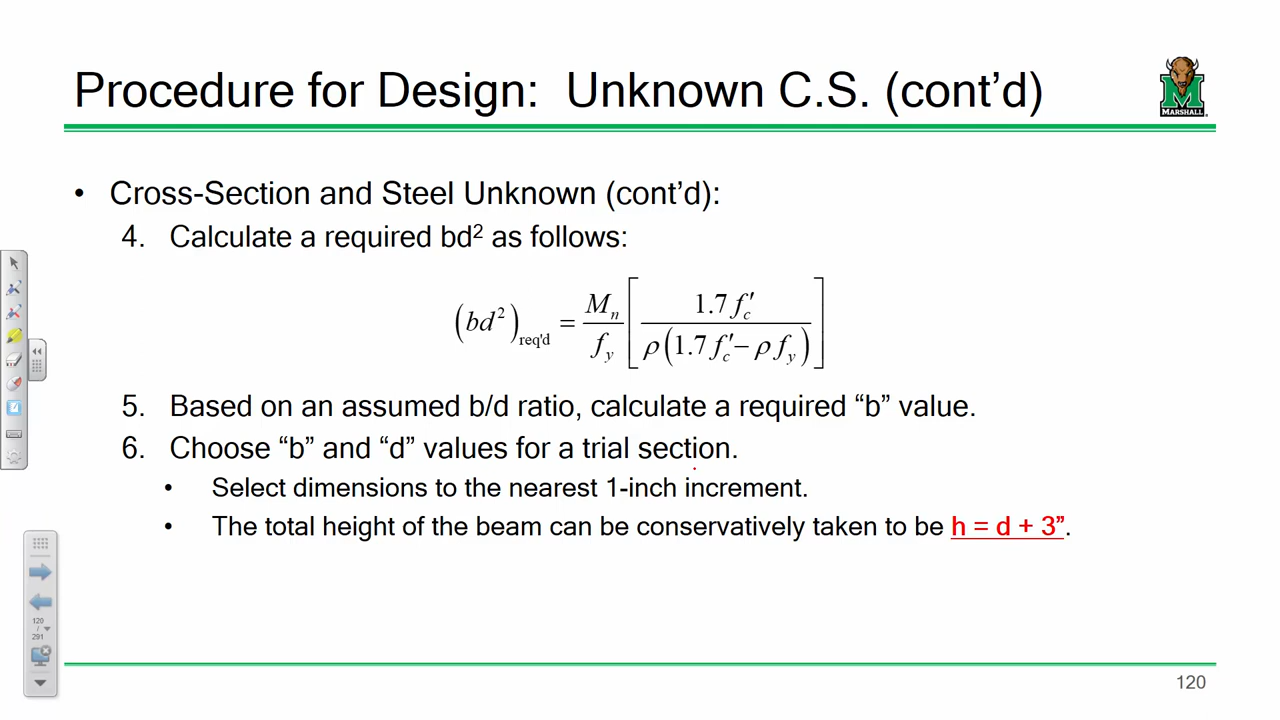 Procedure for Design:  Unknown C.S. (cont'd)
MARSHALL
• Cross-Section and Steel Unknown (cont'd):
4. Calculate a required bd² as follows:
(bd²)req'd = Mn/fy [1.7f'c / ρ(1.7f'c − ρfy)]
5. Based on an assumed b/d ratio, calculate a required “b” value.
6. Choose “b” and “d” values for a trial section.
• Select dimensions to the nearest 1-inch increment.
• The total height of the beam can be conservatively taken to be h = d + 3”.
120
/
291
120